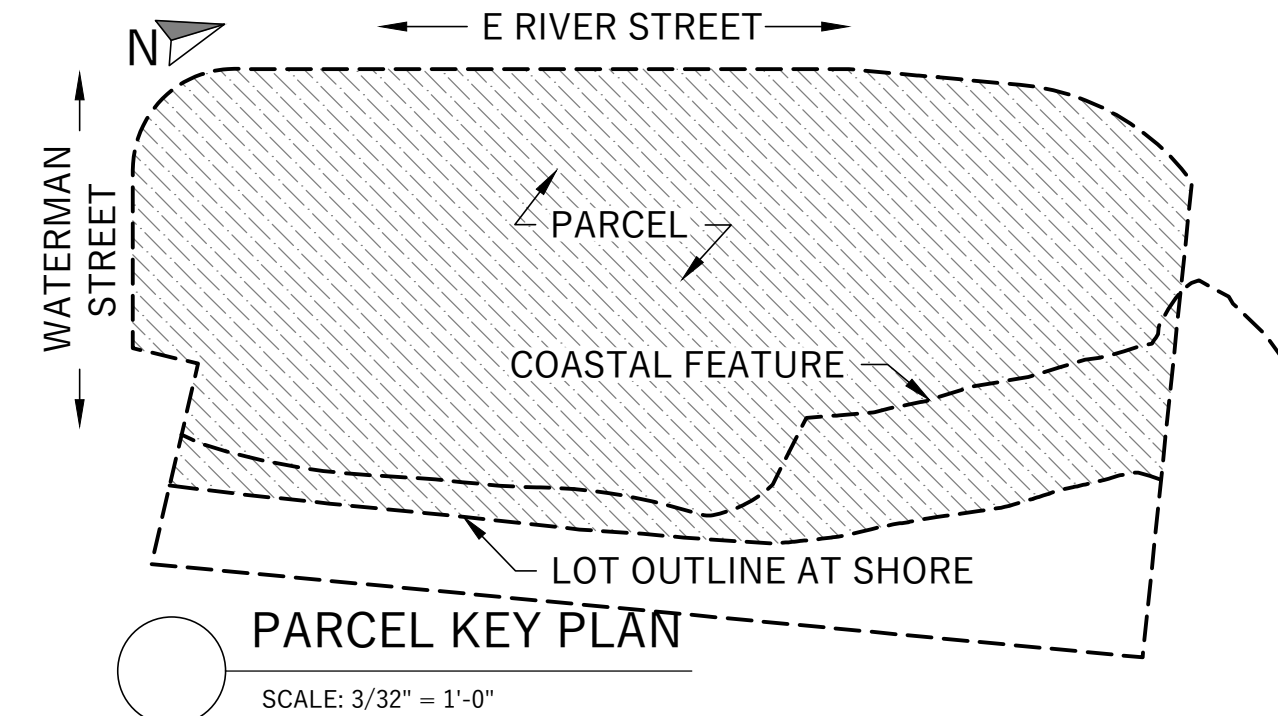 N
E RIVER STREET
WATERMAN
STREET
PARCEL
COASTAL FEATURE
LOT OUTLINE AT SHORE
PARCEL KEY PLAN
SCALE: 3/32" = 1'-0"